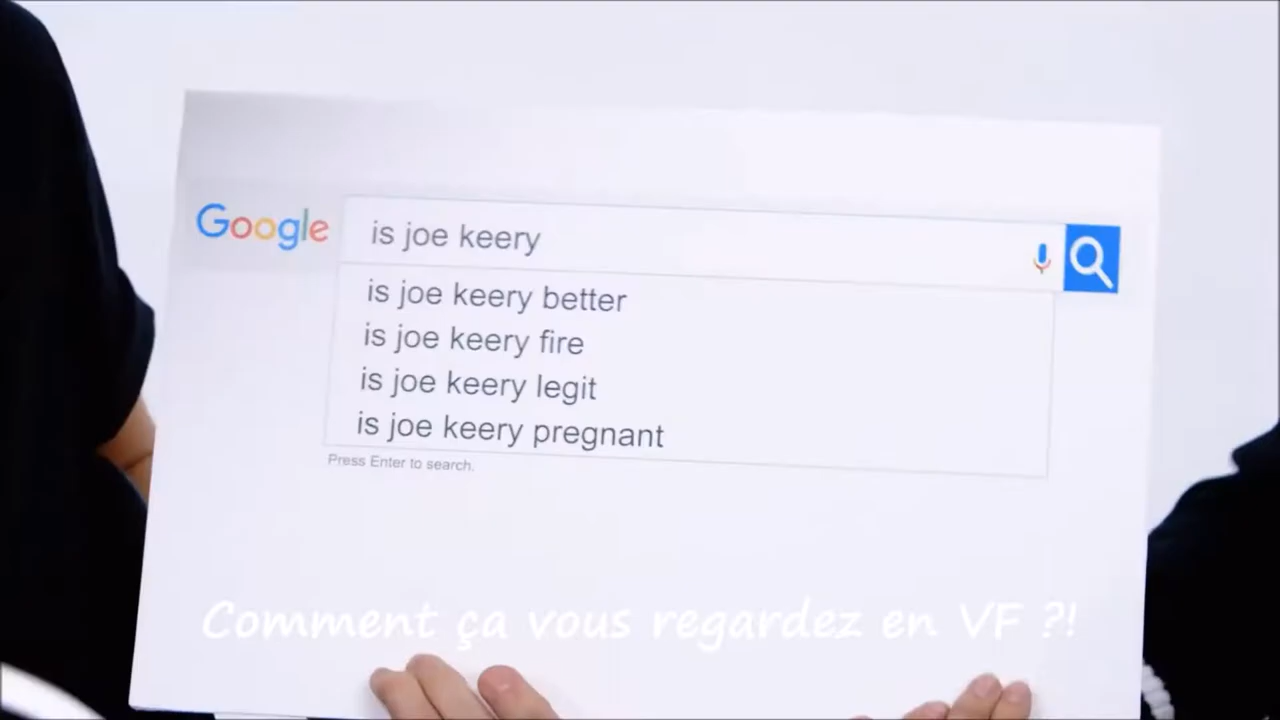 Google
is joe keery
is joe keery better
is joe keery fire
is joe keery legit
is joe keery pregnant
Press Enter to search.
Comment ça vous regardez en VF ?!